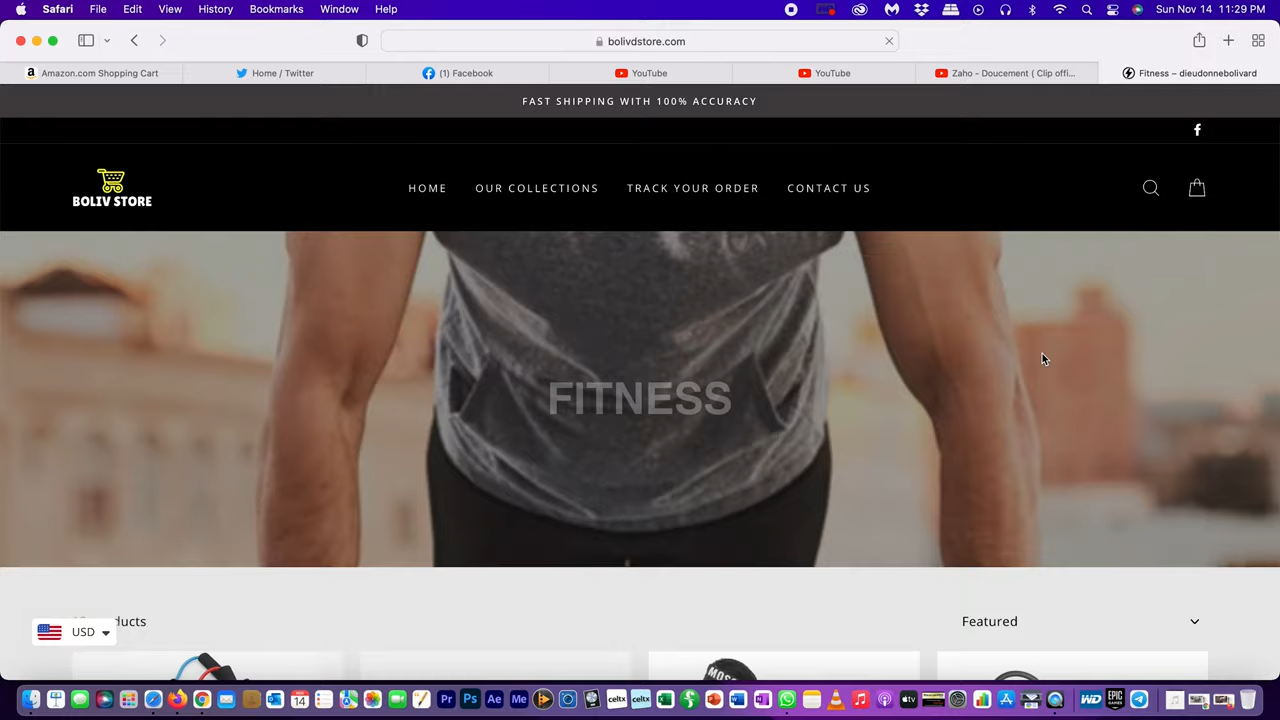 Safari File Edit View History Bookmarks Window Help Sun Nov 14 11:29 PM
bolivdstore.com
Amazon.com Shopping Cart Home / Twitter (1) Facebook YouTube YouTube Zaho - Doucement ( Clip offi... Fitness – dieudonnebolivard
FAST SHIPPING WITH 100% ACCURACY
BOLIV STORE
HOME OUR COLLECTIONS TRACK YOUR ORDER CONTACT US
FITNESS
Featured
USD